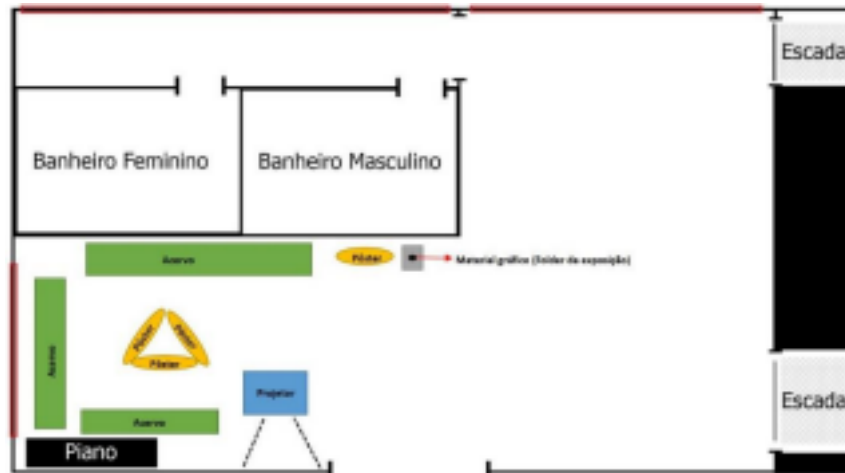 Escada
Banheiro Feminino
Banheiro Masculino
Acervo
Pôster
Material gráfico (folder da exposição)
Acervo
Pôster
Pôster
Pôster
Projetor
Acervo
Escada
Piano